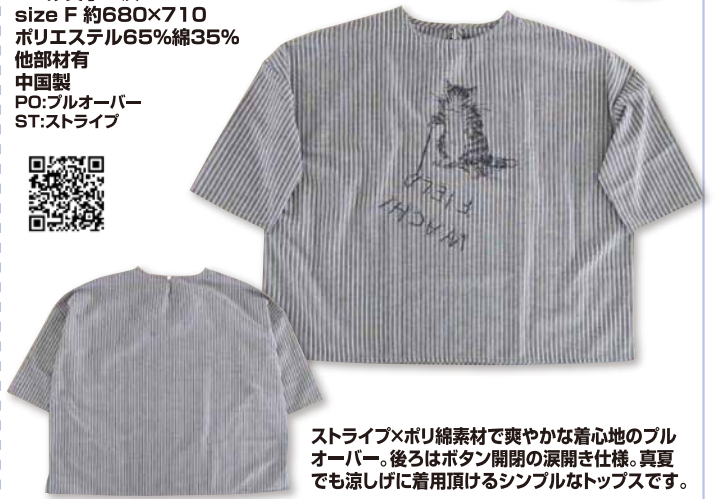 size F 約680×710
ポリエステル65%綿35%
他部材有
中国製
PO:プルオーバー
ST:ストライプ
FIELD
WACHI
ストライプ×ポリ綿素材で爽やかな着心地のプル
オーバー。後ろはボタン開閉の涙開き仕様。真夏
でも涼しげに着用頂けるシンプルなトップスです。